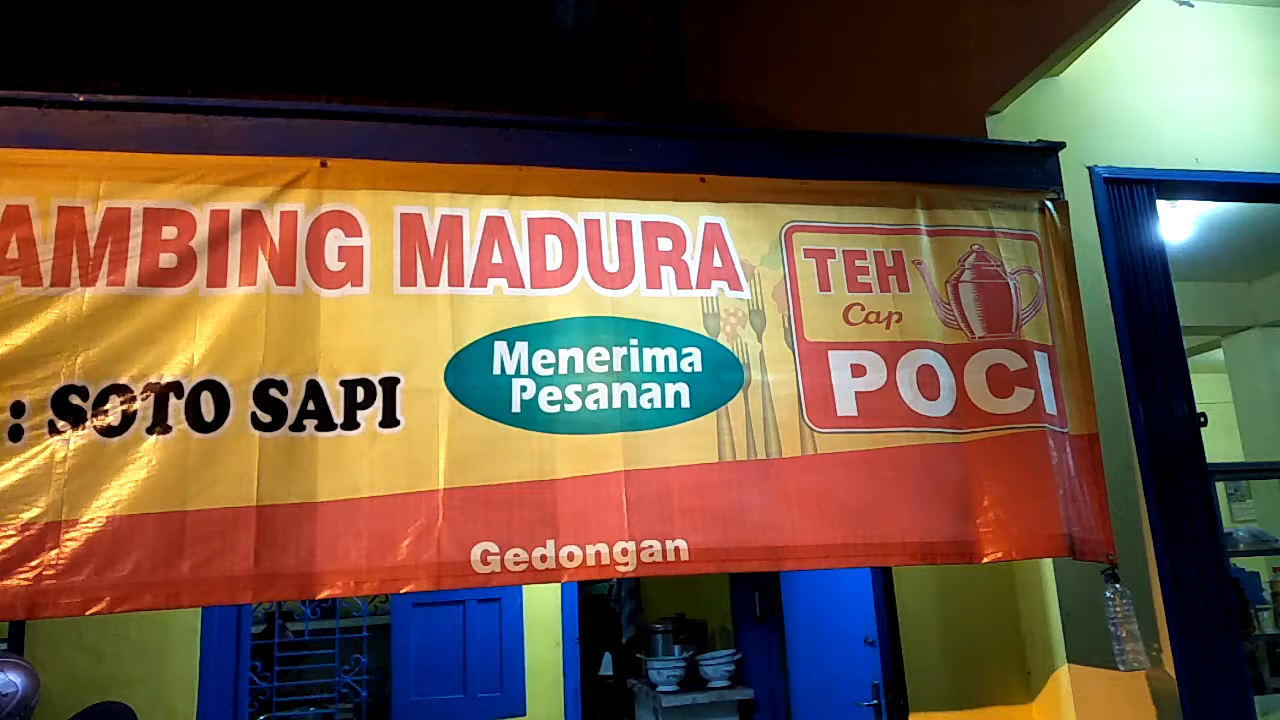 AMBING MADURA
: SOTO SAPI
Menerima
Pesanan
TEH
Cap
POCI
Gedongan